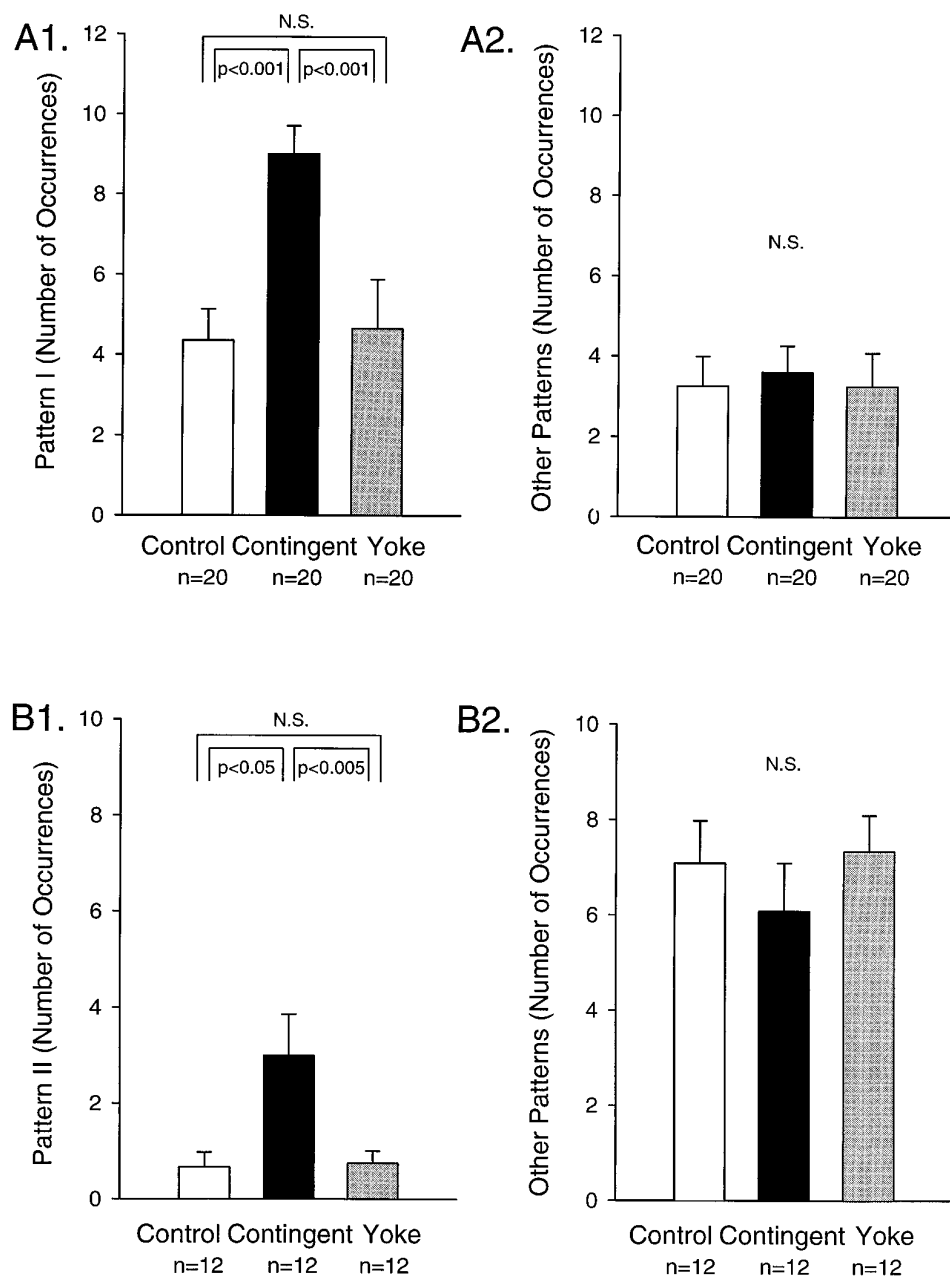 A1.
Pattern I (Number of Occurrences)
12
10
8
6
4
2
0
N.S.
p<0.001 p<0.001
Control Contingent Yoke
n=20 n=20 n=20
A2.
Other Patterns (Number of Occurrences)
12
10
8
6
4
2
0
N.S.
Control Contingent Yoke
n=20 n=20 n=20
B1.
Pattern II (Number of Occurrences)
10
8
6
4
2
0
N.S.
p<0.05 p<0.005
Control Contingent Yoke
n=12 n=12 n=12
B2.
Other Patterns (Number of Occurrences)
10
8
6
4
2
0
N.S.
Control Contingent Yoke
n=12 n=12 n=12